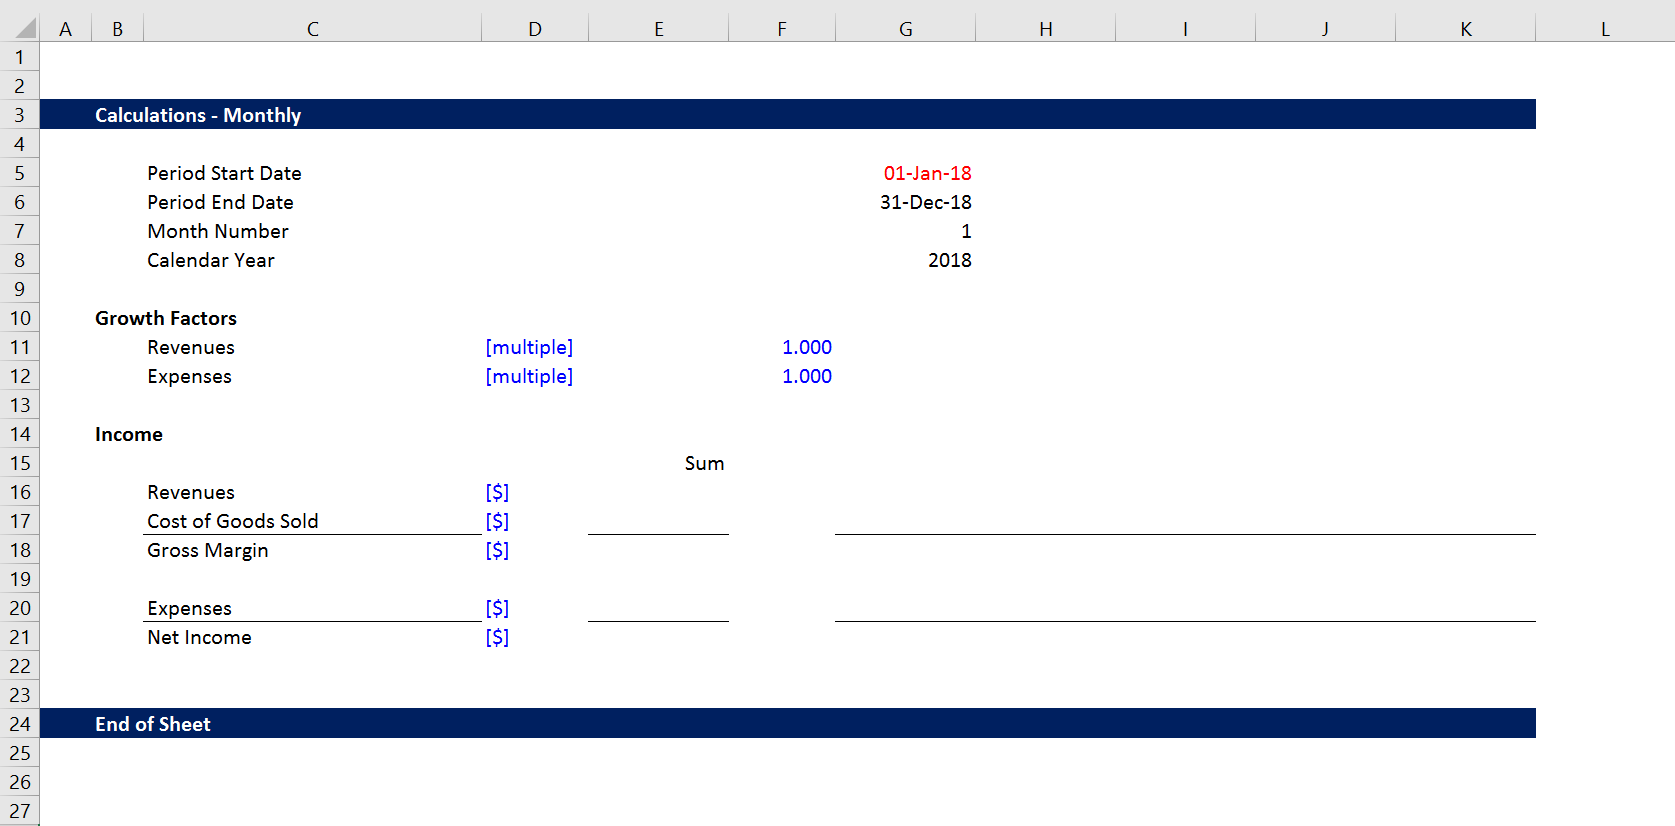 A B C D E F G H I J K L
1
2
3 Calculations - Monthly
4
5 Period Start Date 01-Jan-18
6 Period End Date 31-Dec-18
7 Month Number 1
8 Calendar Year 2018
9
10 Growth Factors
11 Revenues [multiple] 1.000
12 Expenses [multiple] 1.000
13
14 Income
15 Sum
16 Revenues [$]
17 Cost of Goods Sold [$]
18 Gross Margin [$]
19
20 Expenses [$]
21 Net Income [$]
22
23
24 End of Sheet
25
26
27